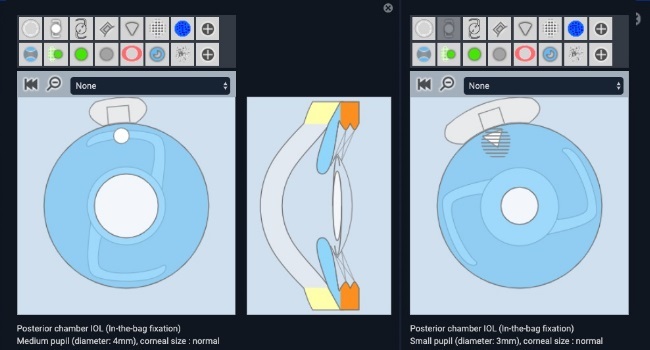 None
None
Posterior chamber IOL (In-the-bag fixation)
Medium pupil (diameter: 4mm), corneal size : normal
Posterior chamber IOL (In-the-bag fixation)
Small pupil (diameter: 3mm), corneal size : normal